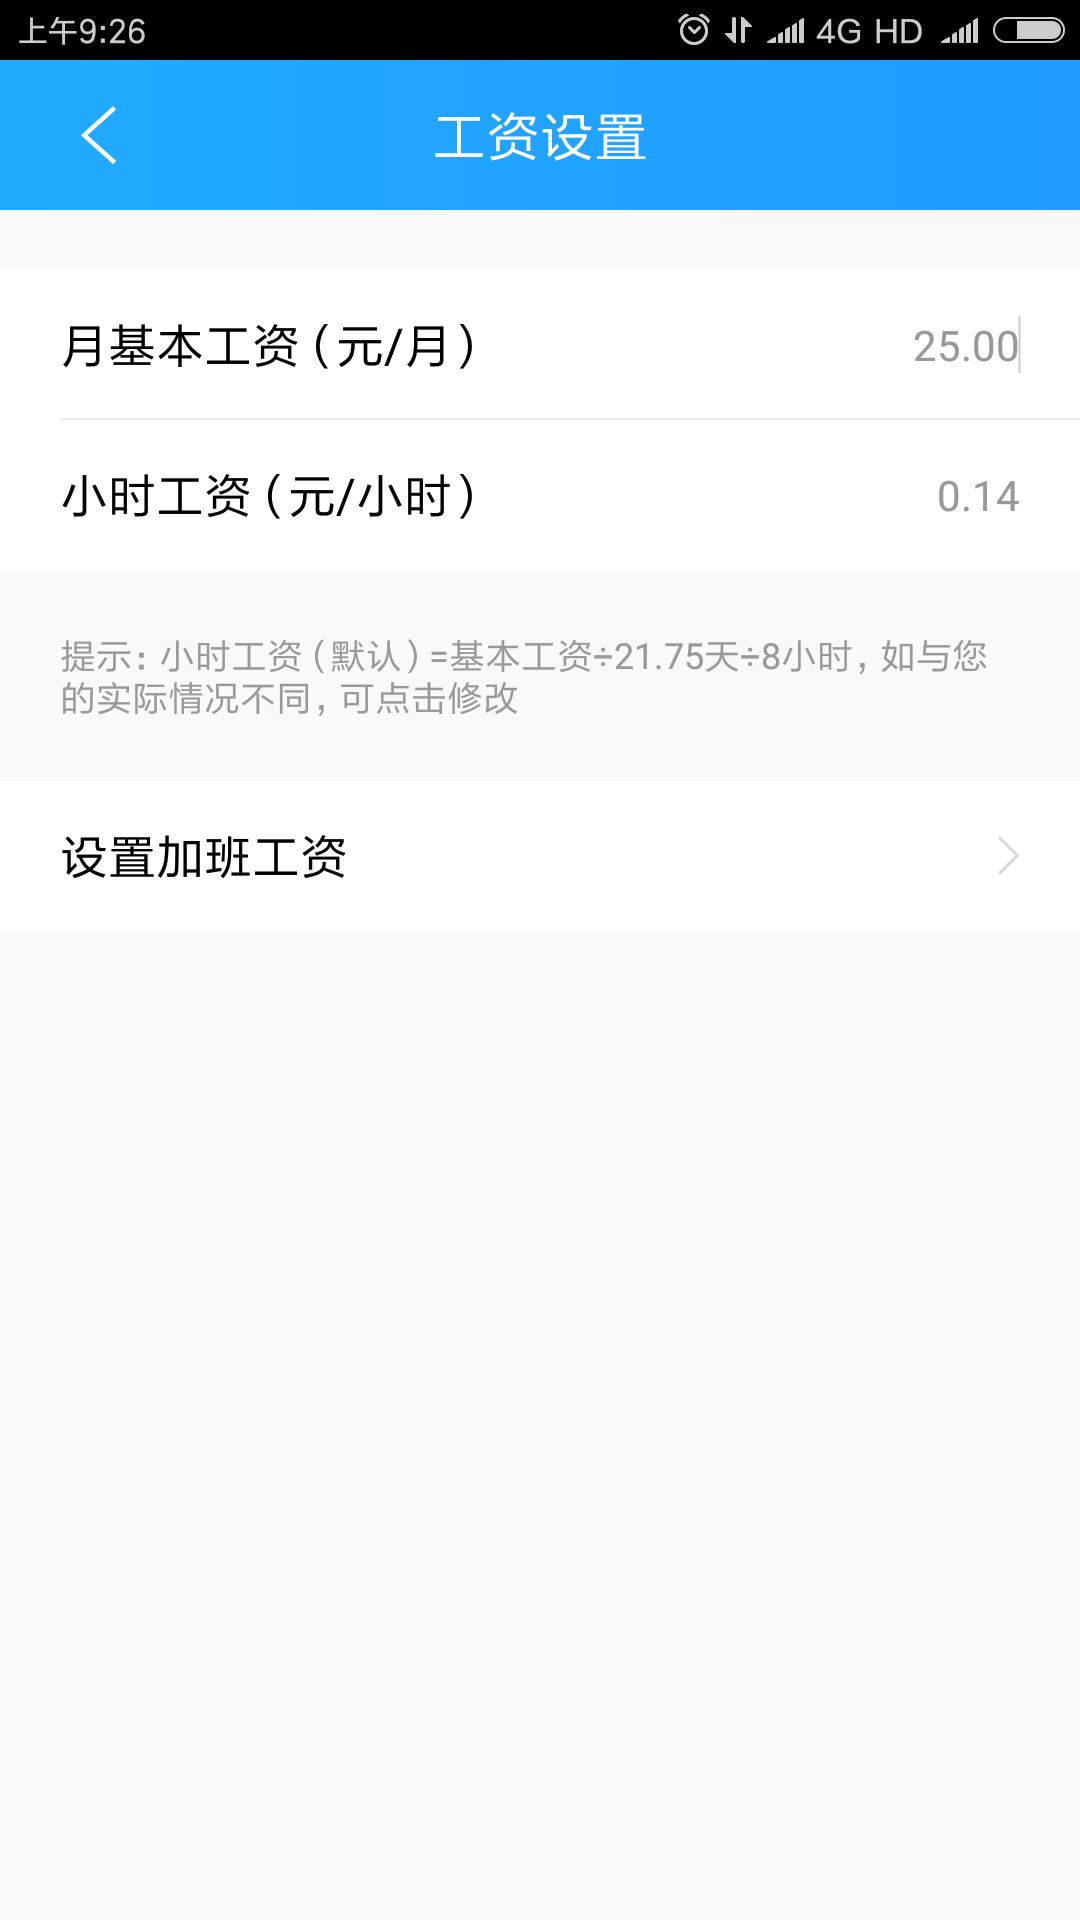 上午9:26 4G HD
工资设置
月基本工资（元/月） 25.00
小时工资（元/小时） 0.14
提示：小时工资（默认）=基本工资÷21.75天÷8小时，如与您
的实际情况不同，可点击修改
设置加班工资